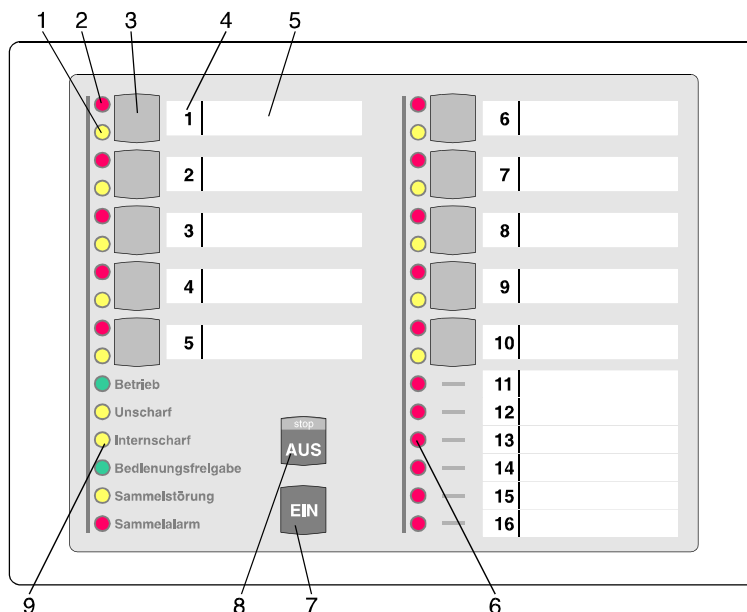 1 2 3 4 5
1
2
3
4
5
Betrieb
Unscharf
Internscharf
Bedienungsfreigabe
Sammelstörung
Sammelalarm
stop
AUS
EIN
6
7
8
9
10
11
12
13
14
15
16
9 8 7 6